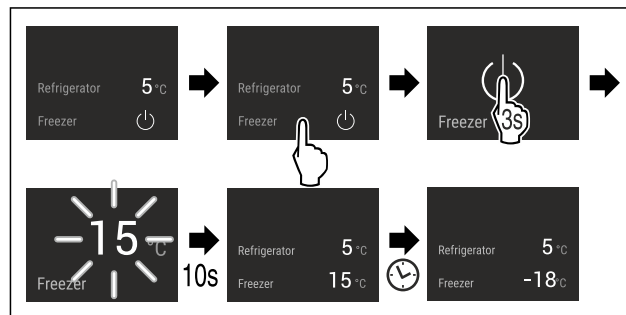 Refrigerator 5 °C
Freezer
Refrigerator 5 °C
Freezer
Freezer 3s
15 °C
Freezer
10s
Refrigerator 5 °C
Freezer 15 °C
Refrigerator 5 °C
Freezer -18 °C